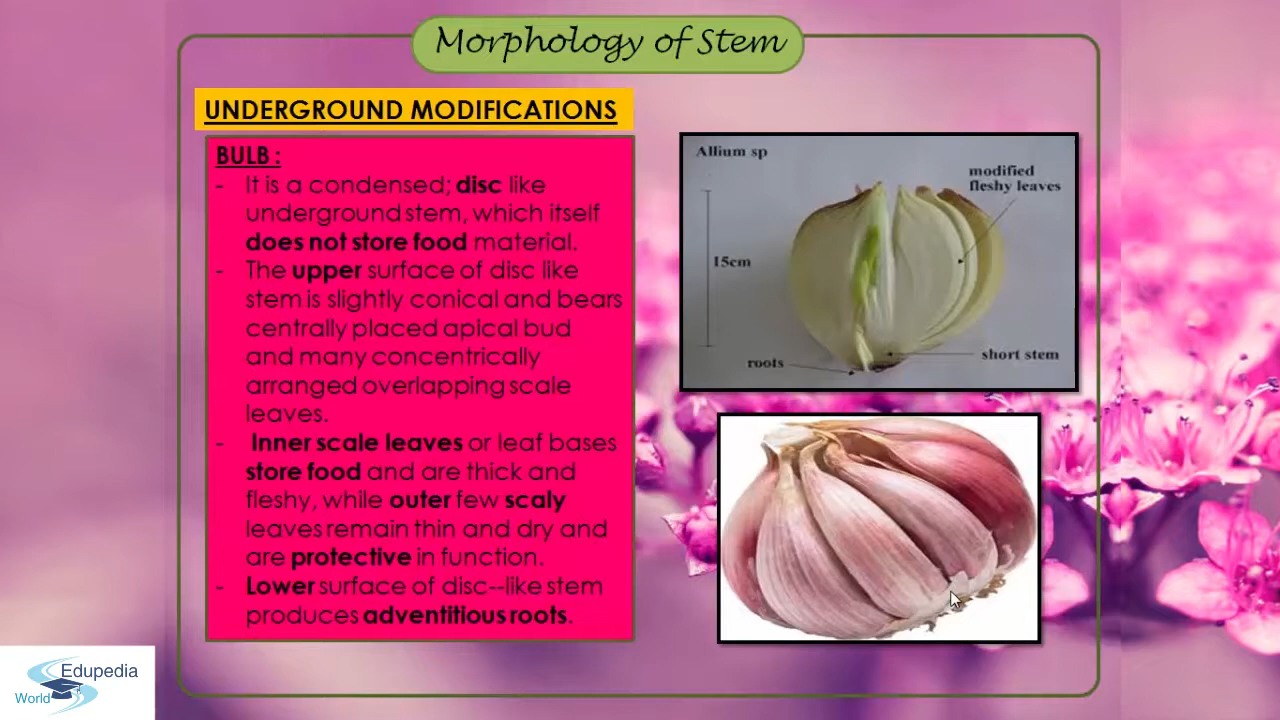 Morphology of Stem
UNDERGROUND MODIFICATIONS
BULB :
- It is a condensed; disc like
underground stem, which itself
does not store food material.
- The upper surface of disc like
stem is slightly conical and bears
centrally placed apical bud
and many concentrically
arranged overlapping scale
leaves.
- Inner scale leaves or leaf bases
store food and are thick and
fleshy, while outer few scaly
leaves remain thin and dry and
are protective in function.
- Lower surface of disc--like stem
produces adventitious roots.
Allium sp
modified
fleshy leaves
15cm
short stem
roots
Edupedia
World